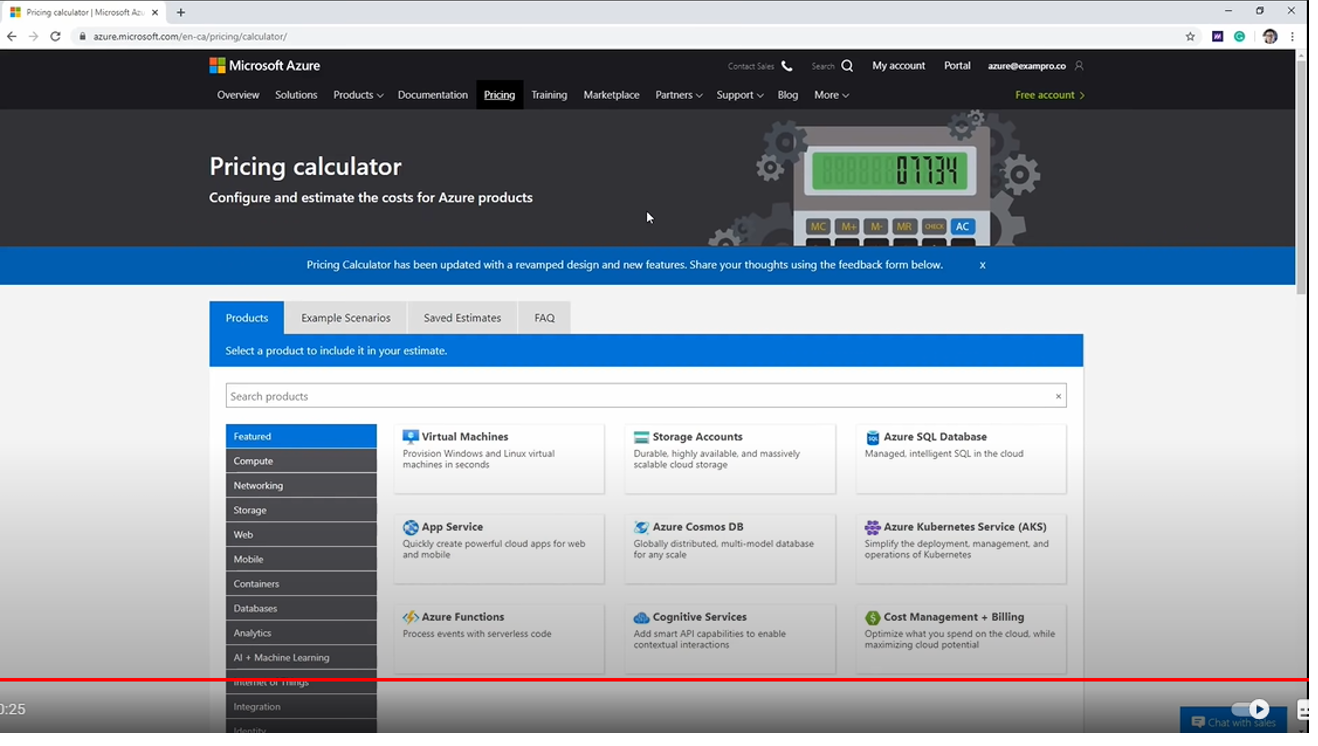 Pricing calculator | Microsoft Azu
azure.microsoft.com/en-ca/pricing/calculator/
Microsoft Azure
Contact Sales
Search
My account
Portal
azure@exampro.co
Overview
Solutions
Products
Documentation
Pricing
Training
Marketplace
Partners
Support
Blog
More
Free account
Pricing calculator
Configure and estimate the costs for Azure products
07734
MC
M+
M-
MR
CHECK
AC
Pricing Calculator has been updated with a revamped design and new features. Share your thoughts using the feedback form below.
x
Products
Example Scenarios
Saved Estimates
FAQ
Select a product to include it in your estimate.
Search products
×
Featured
Compute
Networking
Storage
Web
Mobile
Containers
Databases
Analytics
AI + Machine Learning
Internet of Things
Integration
Identity
Virtual Machines
Provision Windows and Linux virtual
machines in seconds
Storage Accounts
Durable, highly available, and massively
scalable cloud storage
SQL
Azure SQL Database
Managed, intelligent SQL in the cloud
App Service
Quickly create powerful cloud apps for web
and mobile
Azure Cosmos DB
Globally distributed, multi-model database
for any scale
Azure Kubernetes Service (AKS)
Simplify the deployment, management, and
operations of Kubernetes
Azure Functions
Process events with serverless code
Cognitive Services
Add smart API capabilities to enable
contextual interactions
Cost Management + Billing
Optimize what you spend on the cloud, while
maximizing cloud potential
0:25
Chat with sales